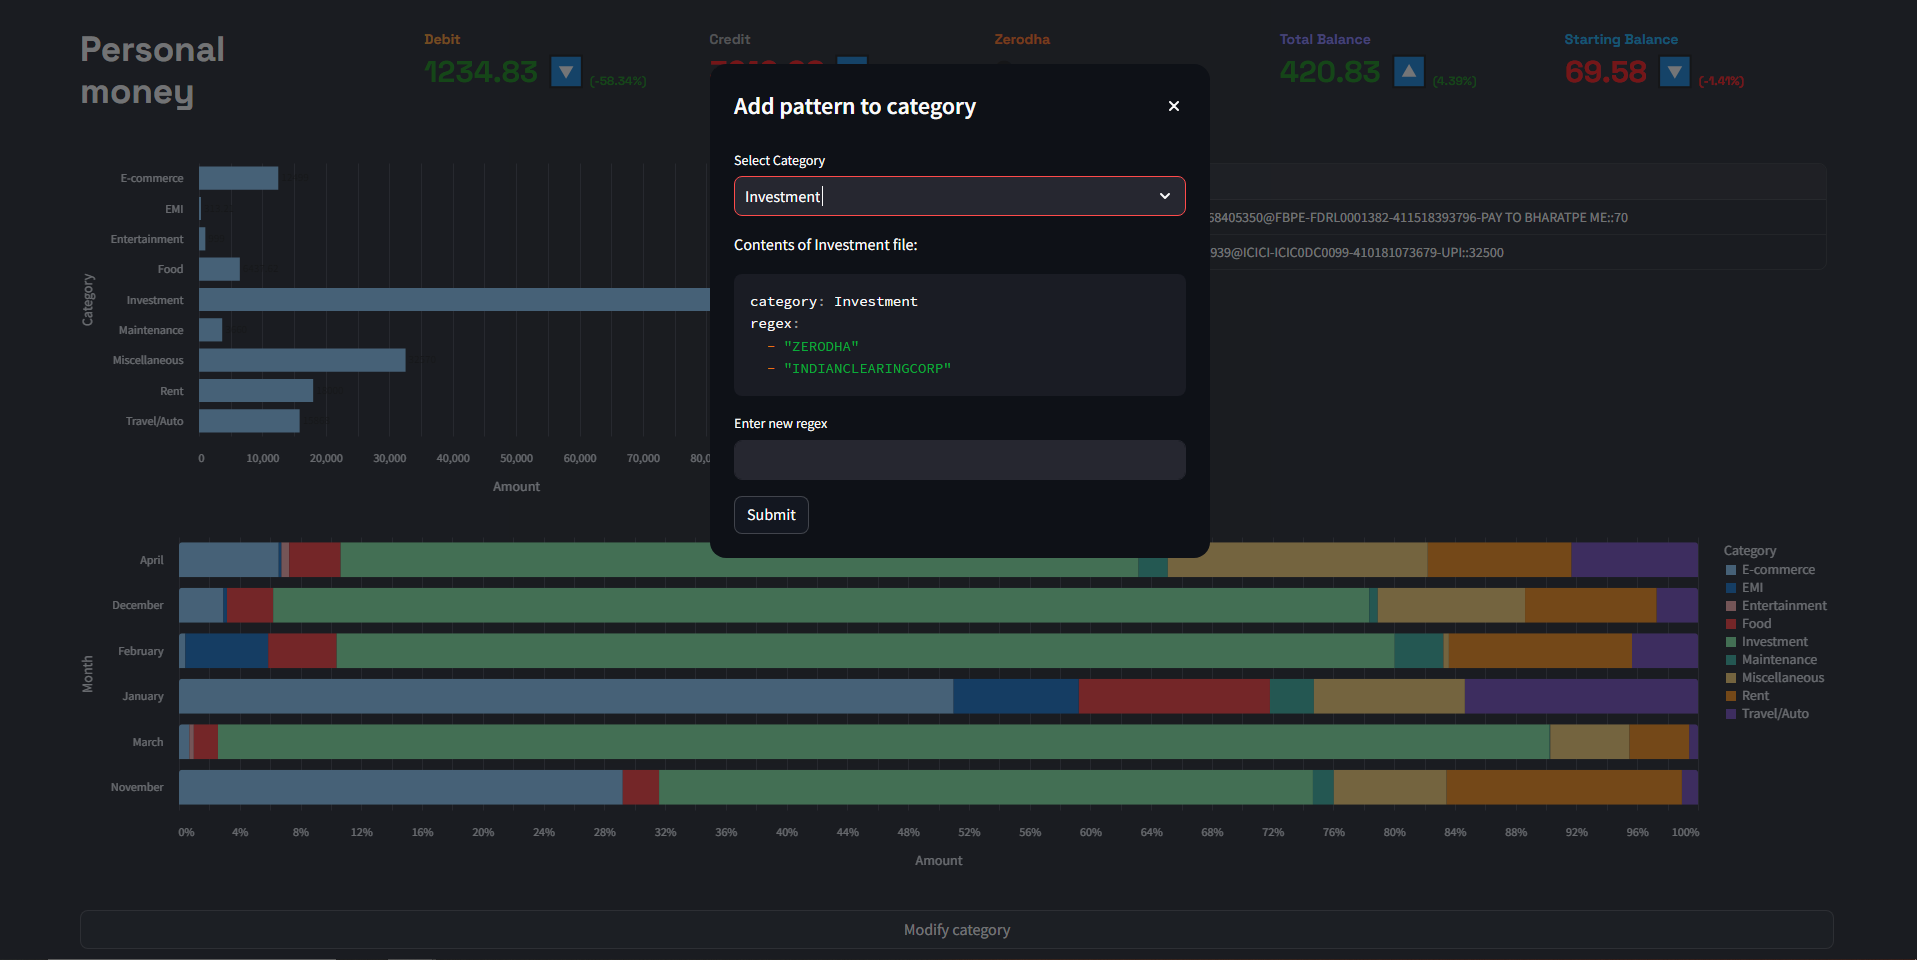 Personal
money
Debit
1234.83
(-58.34%)
Credit
Zerodha
Total Balance
420.83
(4.39%)
Starting Balance
69.58
(-1.41%)
Add pattern to category
Select Category
Investment
Contents of Investment file:
category: Investment
regex:
- "ZERODHA"
- "INDIANCLEARINGCORP"
Enter new regex
Submit
Category
E-commerce
EMI
Entertainment
Food
Investment
Maintenance
Miscellaneous
Rent
Travel/Auto
0 10,000 20,000 30,000 40,000 50,000 60,000 70,000 80,0
Amount
58405350@FBPE-FDRL0001382-411518393796-PAY TO BHARATPE ME::70
939@ICICI-ICIC0DC0099-410181073679-UPI::32500
Month
April
December
February
January
March
November
0% 4% 8% 12% 16% 20% 24% 28% 32% 36% 40% 44% 48% 52% 56% 60% 64% 68% 72% 76% 80% 84% 88% 92% 96% 100%
Amount
Category
E-commerce
EMI
Entertainment
Food
Investment
Maintenance
Miscellaneous
Rent
Travel/Auto
Modify category